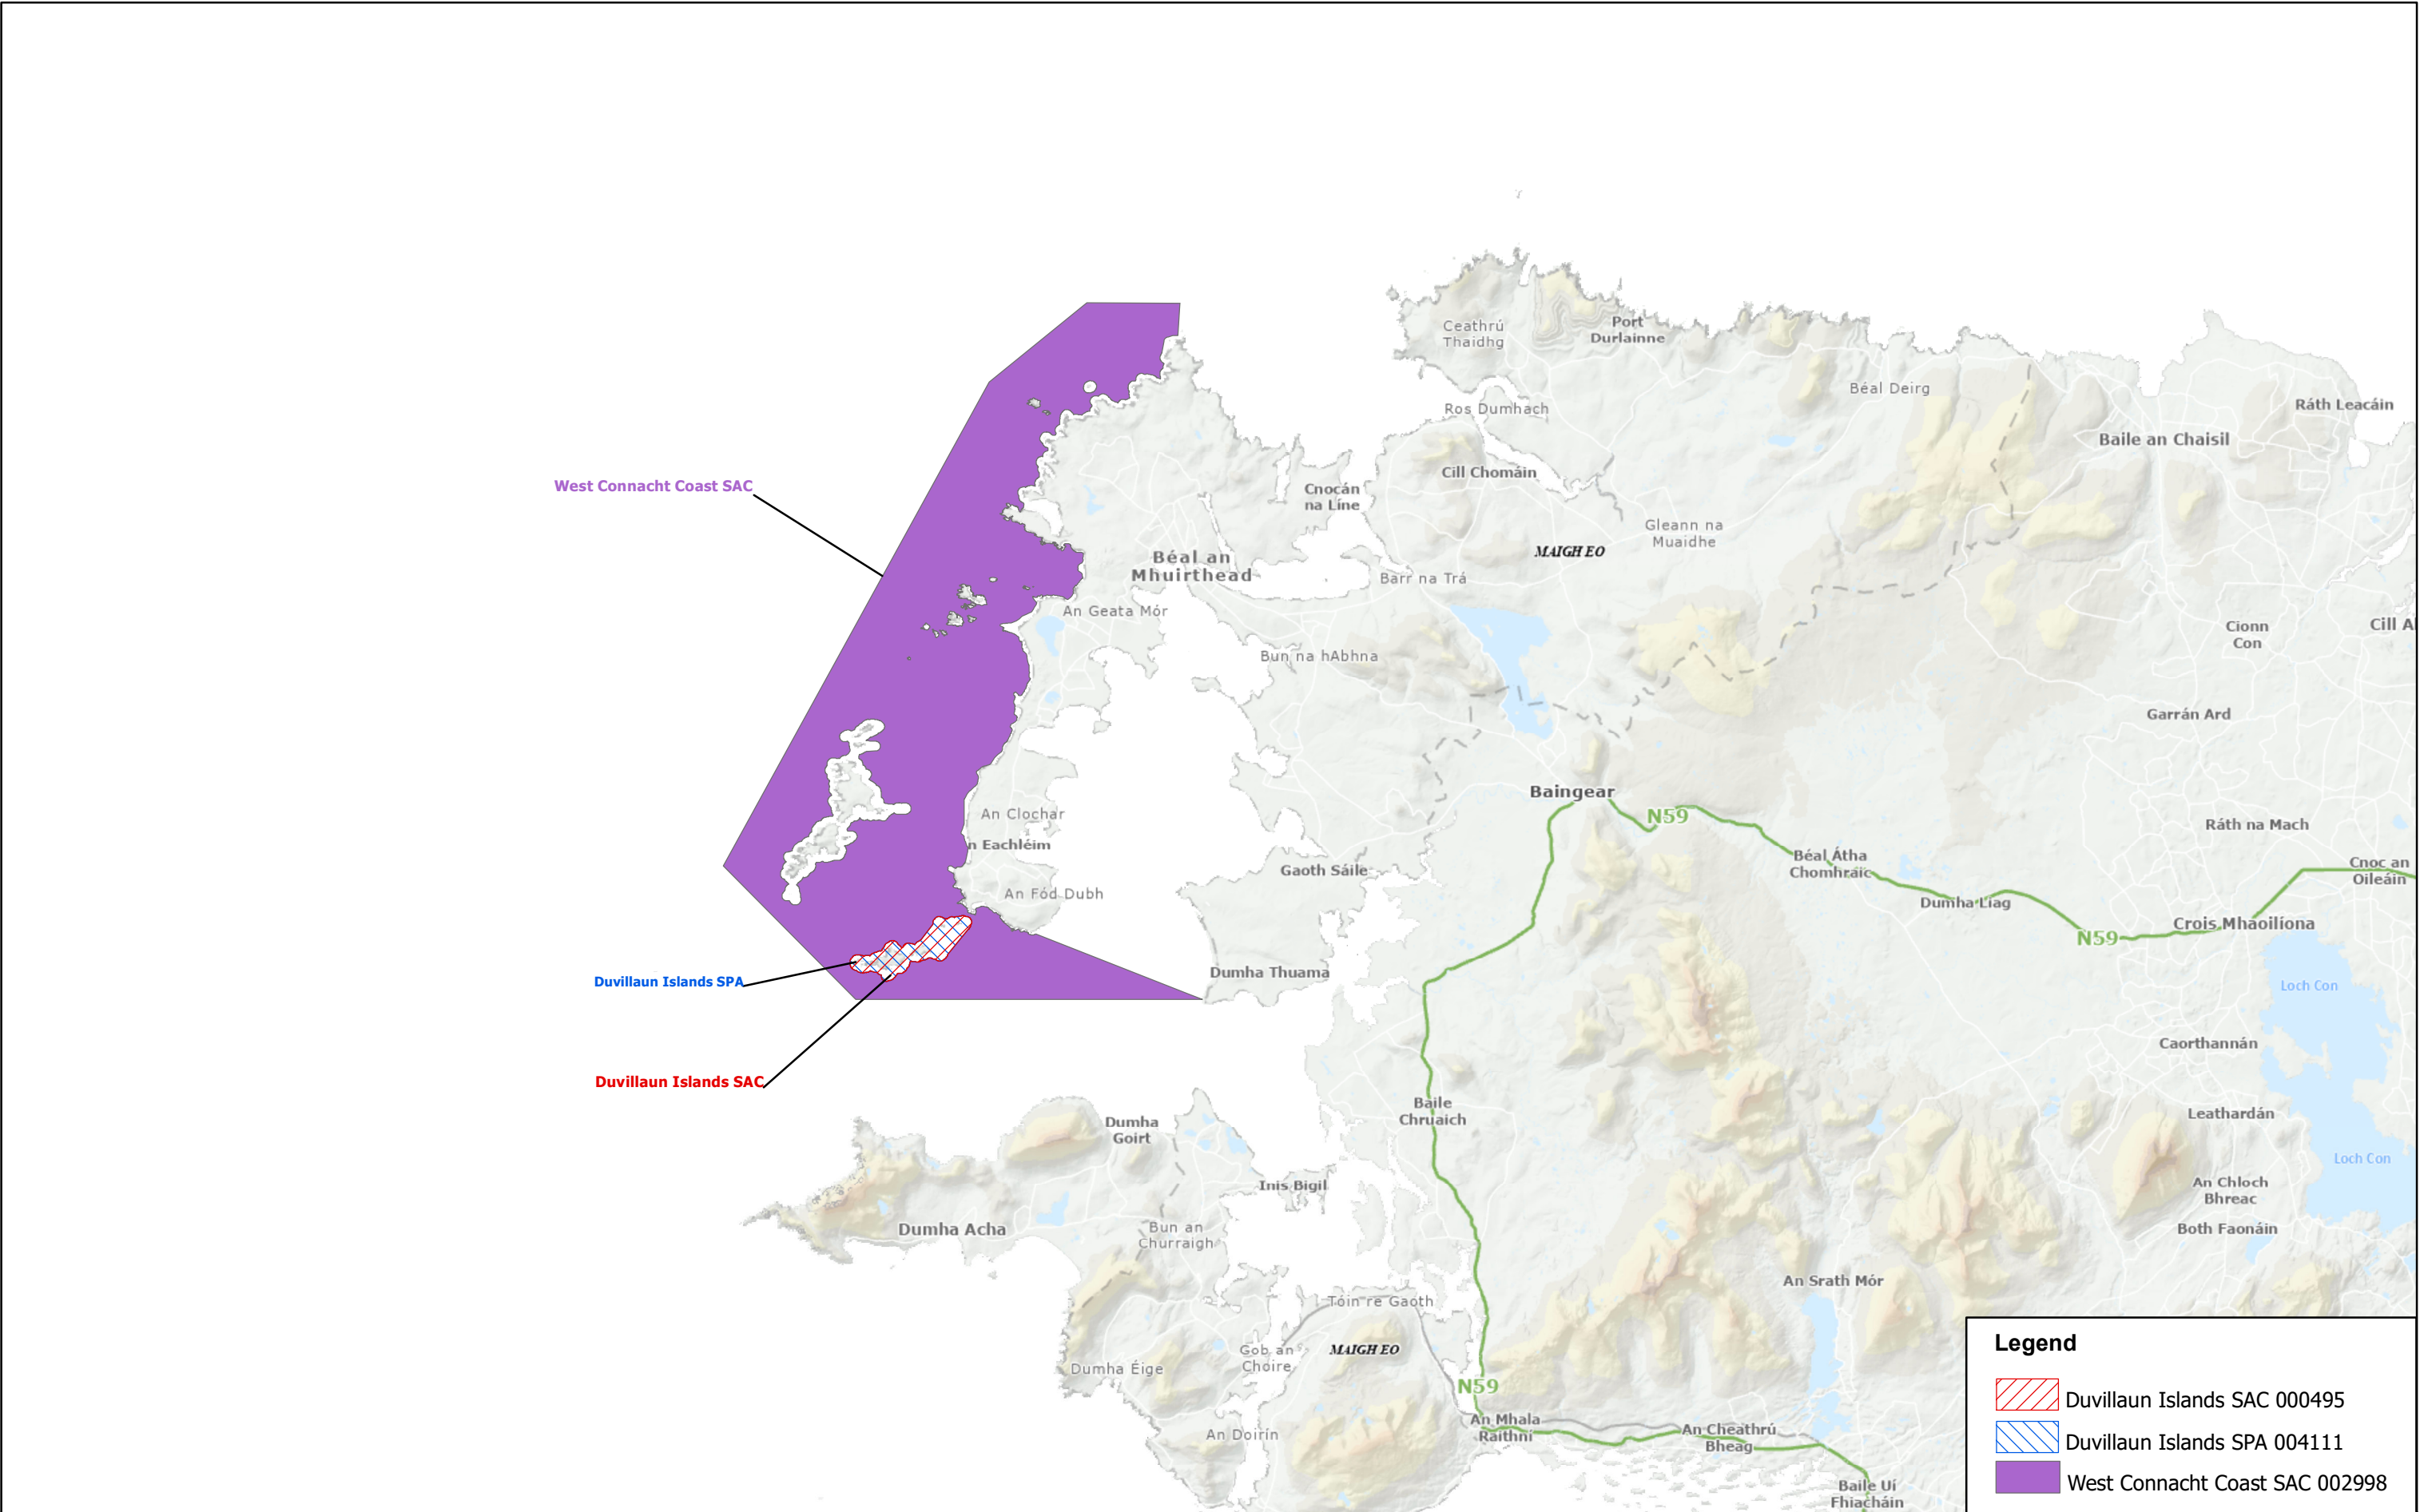 Ceathrú
Thaidhg
Port
Durlainne
Béal Deirg
Ráth Leacáin
Ros Dumhach
Baile an Chaisil
Cill Chomáin
West Connacht Coast SAC
Cnocán
na Líne
Gleann na
Muaidhe
MAIGH EO
Béal an
Mhuirthead
Barr na Trá
An Geata Mór
Cionn
Con
Cill Al
Bun na hAbhna
Garrán Ard
Baingear
N59
An Clochar
Ráth na Mach
n Eachléim
Béal Átha
Chomhraic
Cnoc an
Oileáin
Gaoth Sáile
An Fód Dubh
Dumha Liag
Crois Mhaoilíona
N59
Dumha Thuama
Duvillaun Islands SPA
Loch Con
Caorthannán
Duvillaun Islands SAC
Baile
Chruaich
Leathardán
Dumha
Goirt
Loch Con
Inis Bigil
An Chloch
Bhreac
Dumha Acha
Bun an
Churraigh
Both Faonáin
An Srath Mór
Tóin re Gaoth
Gob an
Choire
MAIGH EO
Dumha Éige
N59
An Mhala
Raithní
An Cheathrú
Bheag
An Doirín
Baile Uí
Fhiacháin
Legend
Duvillaun Islands SAC 000495
Duvillaun Islands SPA 004111
West Connacht Coast SAC 002998